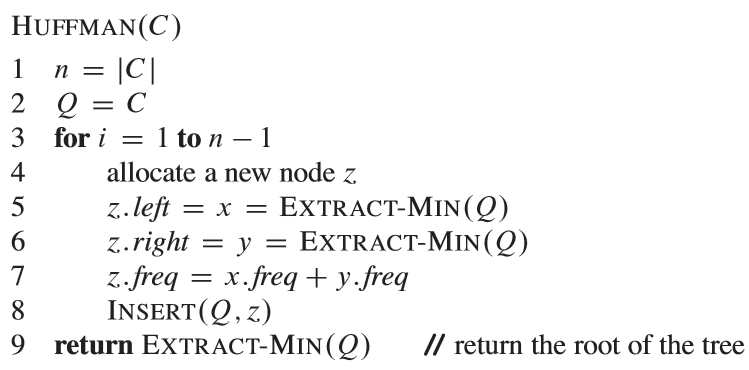 HUFFMAN(C)
1 n = |C|
2 Q = C
3 for i = 1 to n − 1
4 allocate a new node z
5 z.left = x = EXTRACT-MIN(Q)
6 z.right = y = EXTRACT-MIN(Q)
7 z.freq = x.freq + y.freq
8 INSERT(Q, z)
9 return EXTRACT-MIN(Q) // return the root of the tree